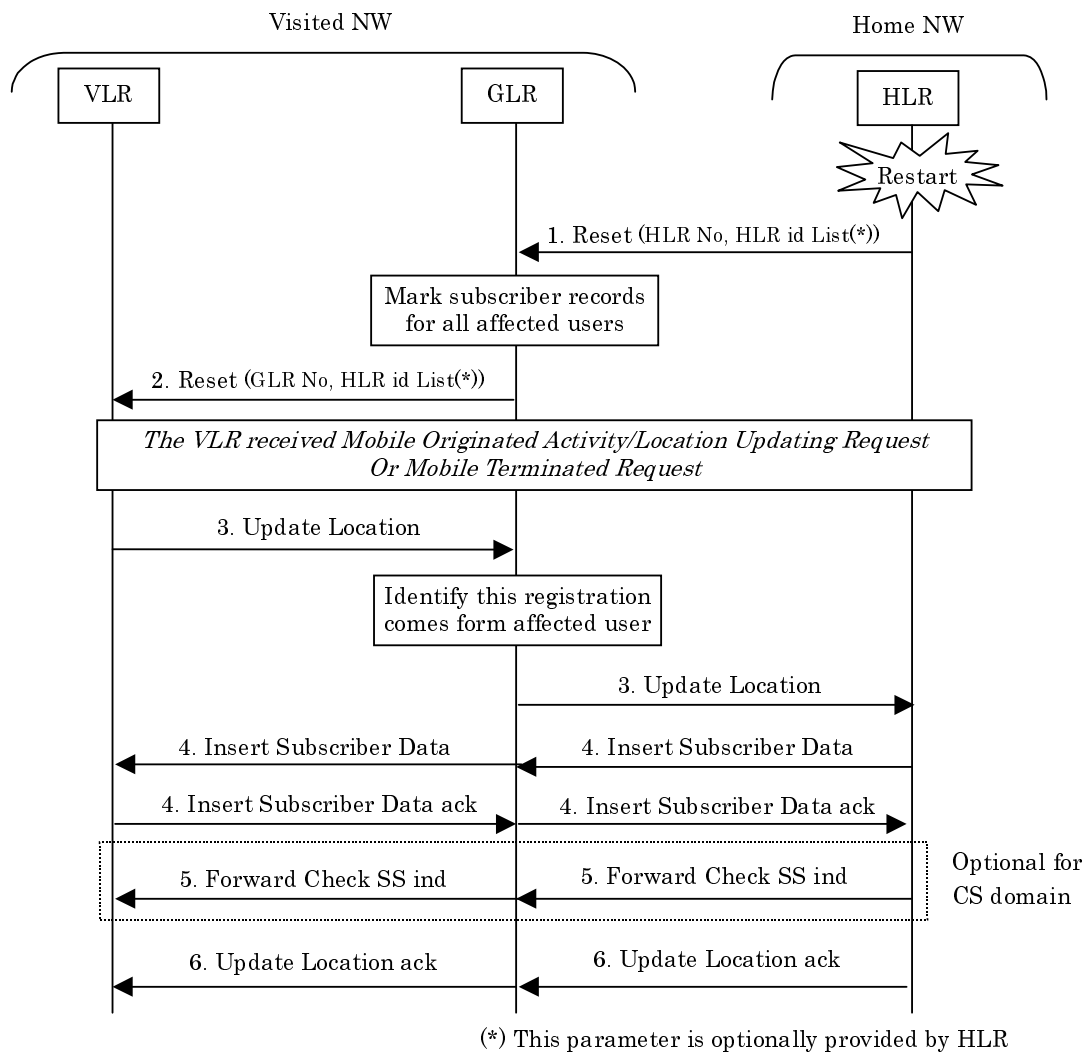 Visited NW
Home NW
VLR
GLR
HLR
Restart
1. Reset (HLR No, HLR id List(*))
Mark subscriber records
for all affected users
2. Reset (GLR No, HLR id List(*))
The VLR received Mobile Originated Activity/Location Updating Request
Or Mobile Terminated Request
3. Update Location
Identify this registration
comes form affected user
3. Update Location
4. Insert Subscriber Data
4. Insert Subscriber Data
4. Insert Subscriber Data ack
4. Insert Subscriber Data ack
5. Forward Check SS ind
5. Forward Check SS ind
Optional for
CS domain
6. Update Location ack
6. Update Location ack
(*) This parameter is optionally provided by HLR